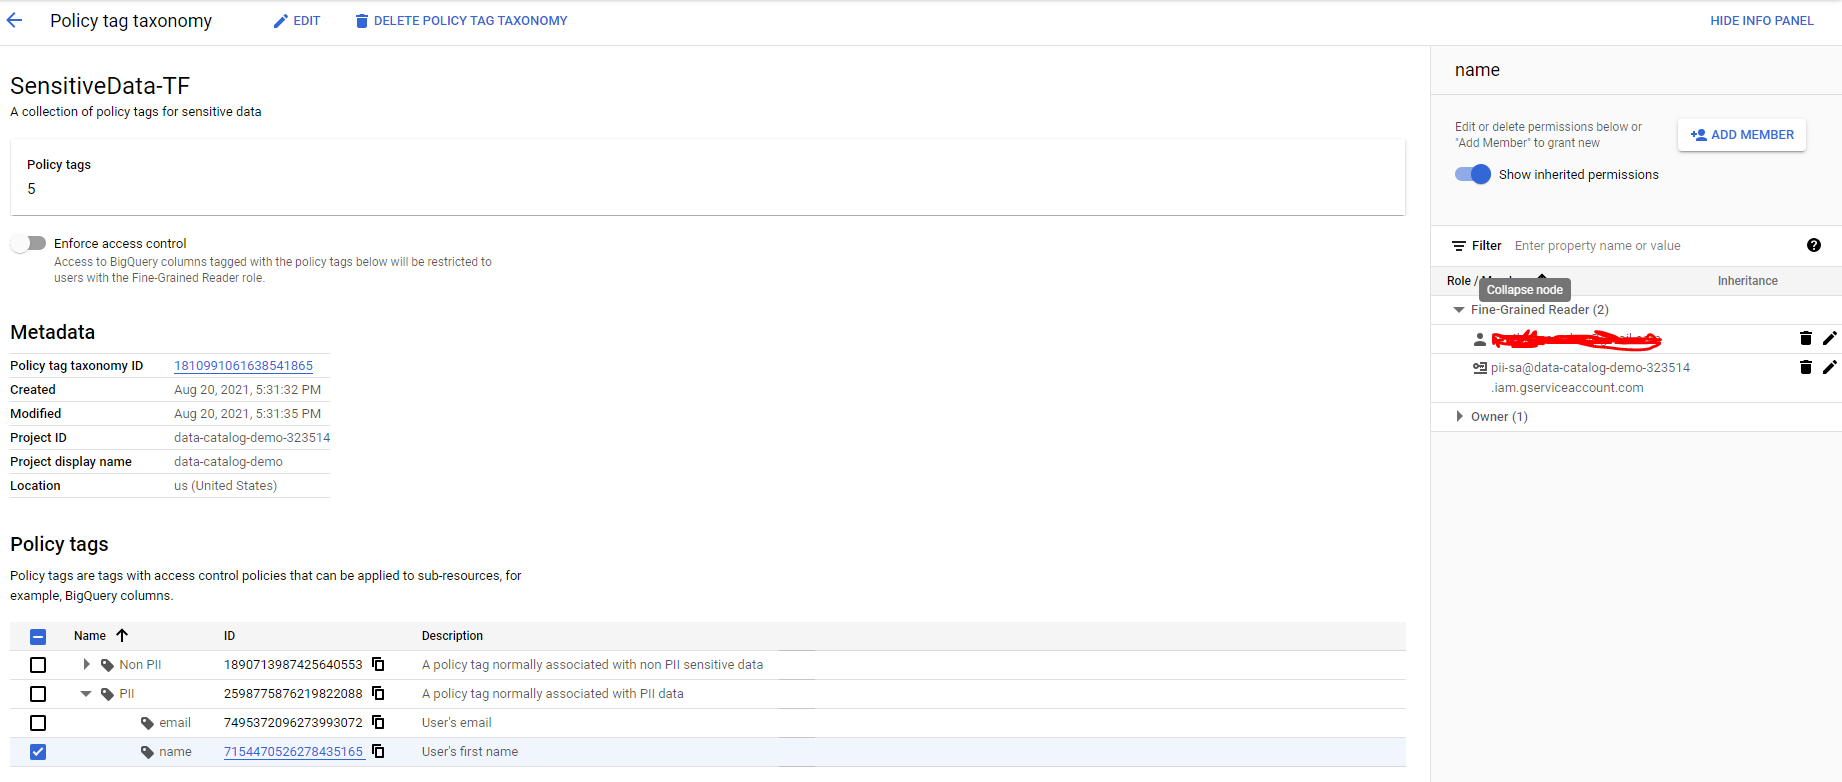 Policy tag taxonomy EDIT DELETE POLICY TAG TAXONOMY HIDE INFO PANEL
SensitiveData-TF
A collection of policy tags for sensitive data
Policy tags
5
Enforce access control
Access to BigQuery columns tagged with the policy tags below will be restricted to
users with the Fine-Grained Reader role.
Metadata
Policy tag taxonomy ID 1810991061638541865
Created Aug 20, 2021, 5:31:32 PM
Modified Aug 20, 2021, 5:31:35 PM
Project ID data-catalog-demo-323514
Project display name data-catalog-demo
Location us (United States)
Policy tags
Policy tags are tags with access control policies that can be applied to sub-resources, for
example, BigQuery columns.
Name ID Description
Non PII 1890713987425640553 A policy tag normally associated with non PII sensitive data
PII 2598775876219822088 A policy tag normally associated with PII data
email 7495372096273993072 User's email
name 7154470526278435165 User's first name
name
Edit or delete permissions below or
"Add Member" to grant new
ADD MEMBER
Show inherited permissions
Filter Enter property name or value
Role / Inheritance
Collapse node
Fine-Grained Reader (2)
pii-sa@data-catalog-demo-323514
.iam.gserviceaccount.com
Owner (1)